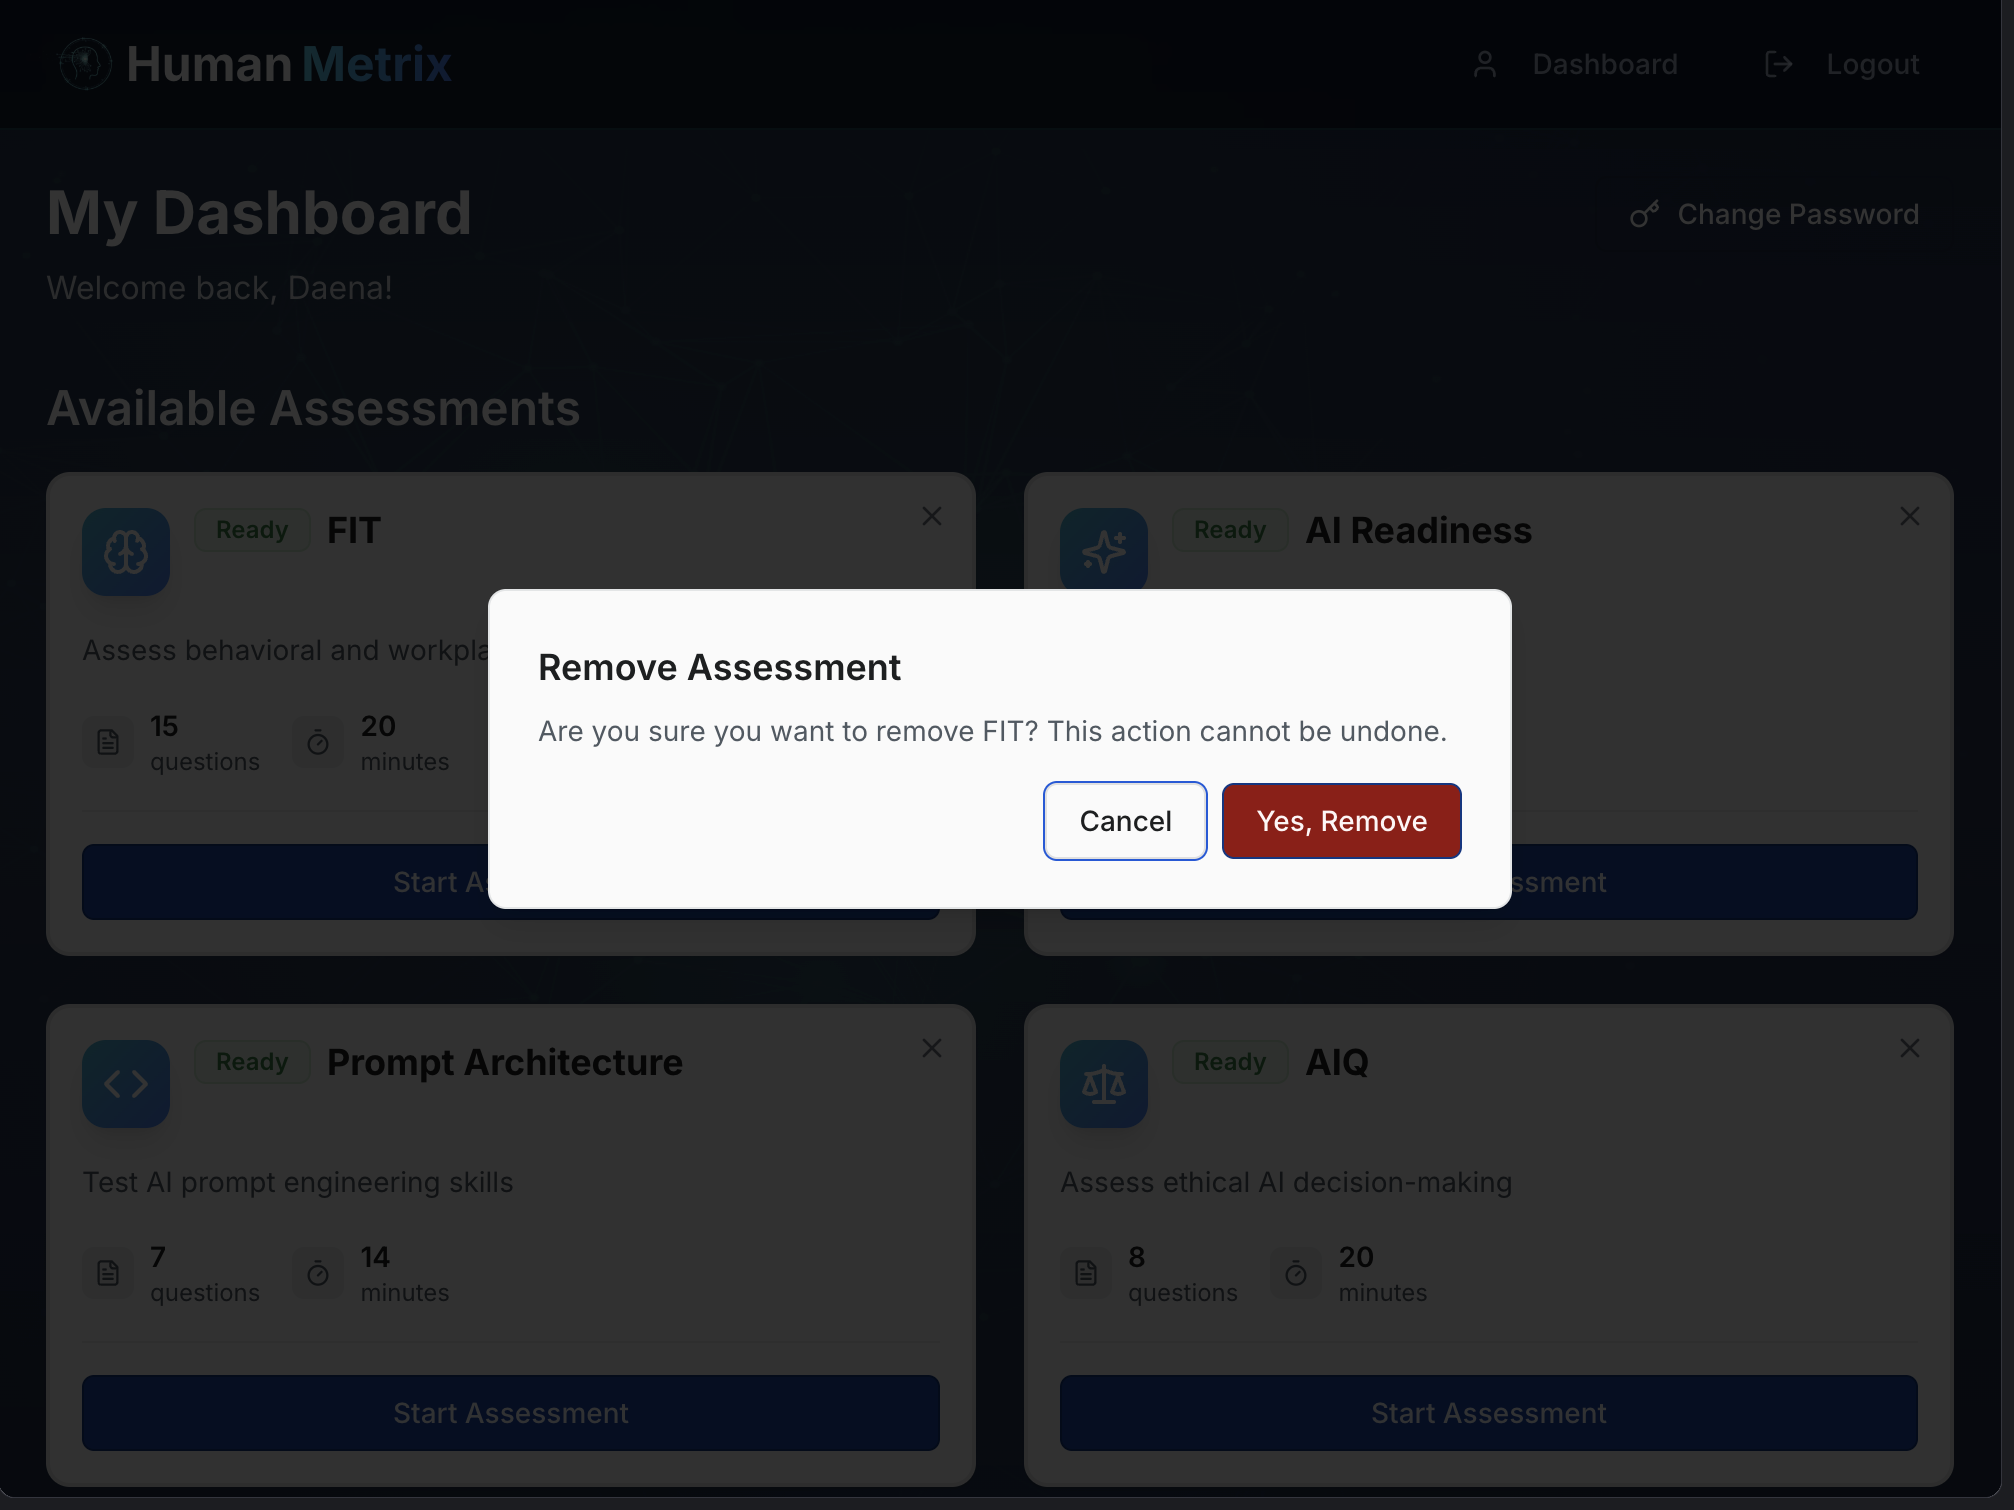 Human Metrix
Dashboard
Logout
My Dashboard
Change Password
Welcome back, Daena!
Available Assessments
Ready
FIT
Ready
AI Readiness
Assess behavioral and workpla
15
questions
20
minutes
Remove Assessment
Are you sure you want to remove FIT? This action cannot be undone.
Cancel
Yes, Remove
Start As
ssment
Ready
Prompt Architecture
Ready
AIQ
Test AI prompt engineering skills
Assess ethical AI decision-making
7
questions
14
minutes
8
questions
20
minutes
Start Assessment
Start Assessment